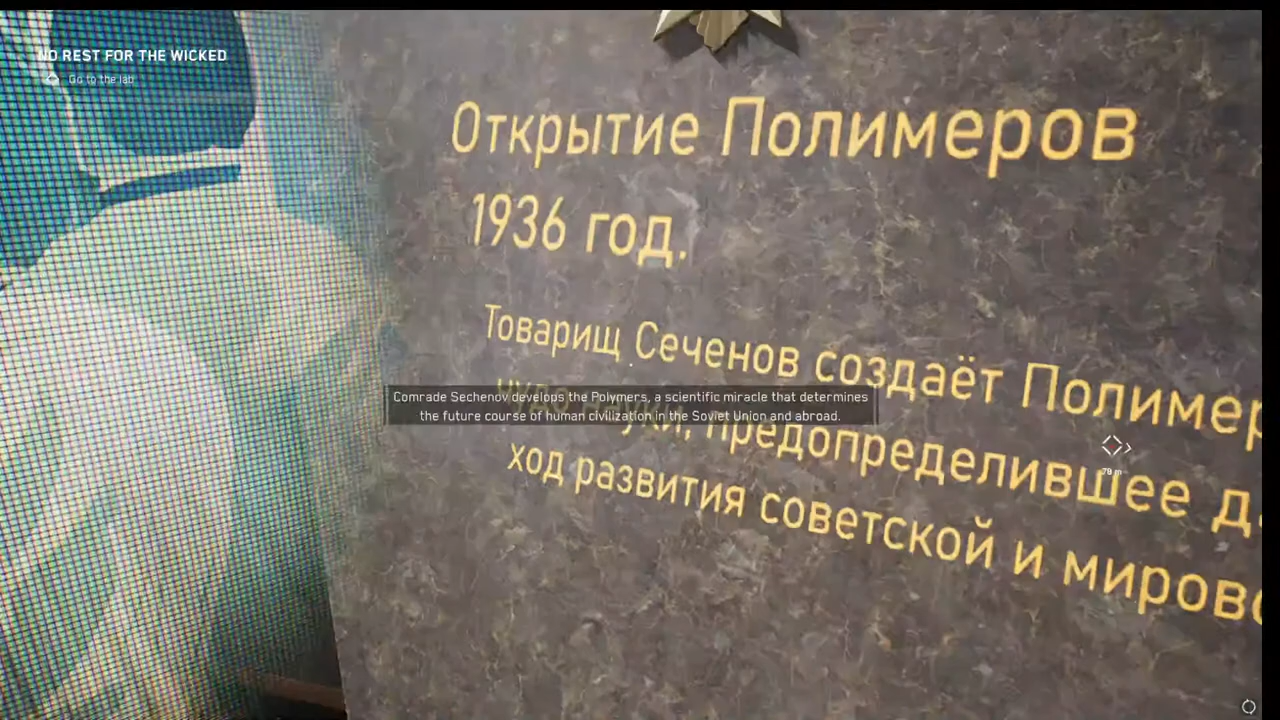 NO REST FOR THE WICKED
Go to the lab
Открытие Полимеров
1936 год.
Товарищ Сеченов создаёт
Comrade Sechenov develops the Polymers, a scientific miracle that determines
the future course of human civilization in the Soviet Union and abroad.
предопределившее
ход развития советской и
78 m